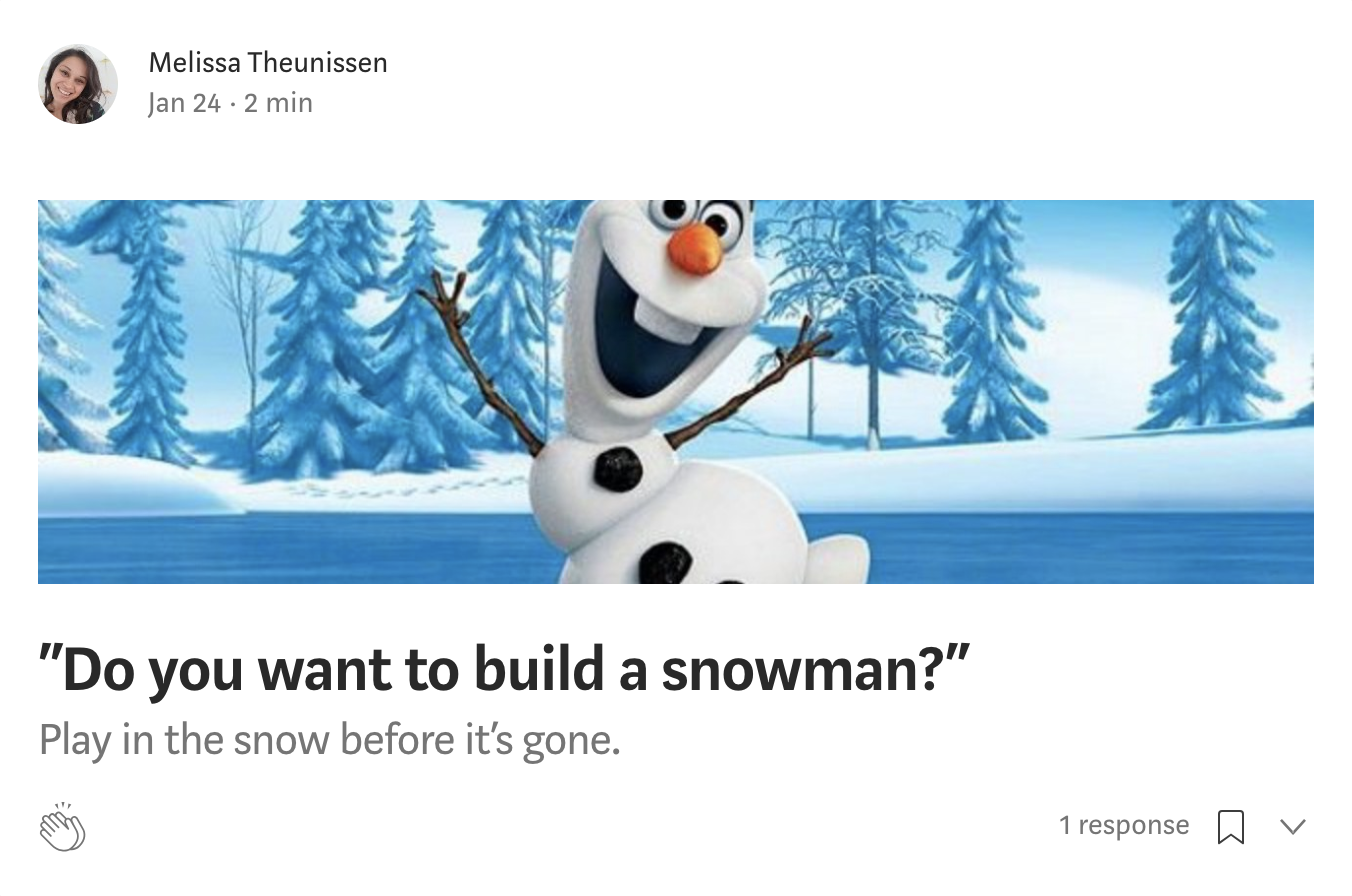 Melissa Theunissen
Jan 24 · 2 min
"Do you want to build a snowman?"
Play in the snow before it's gone.
1 response